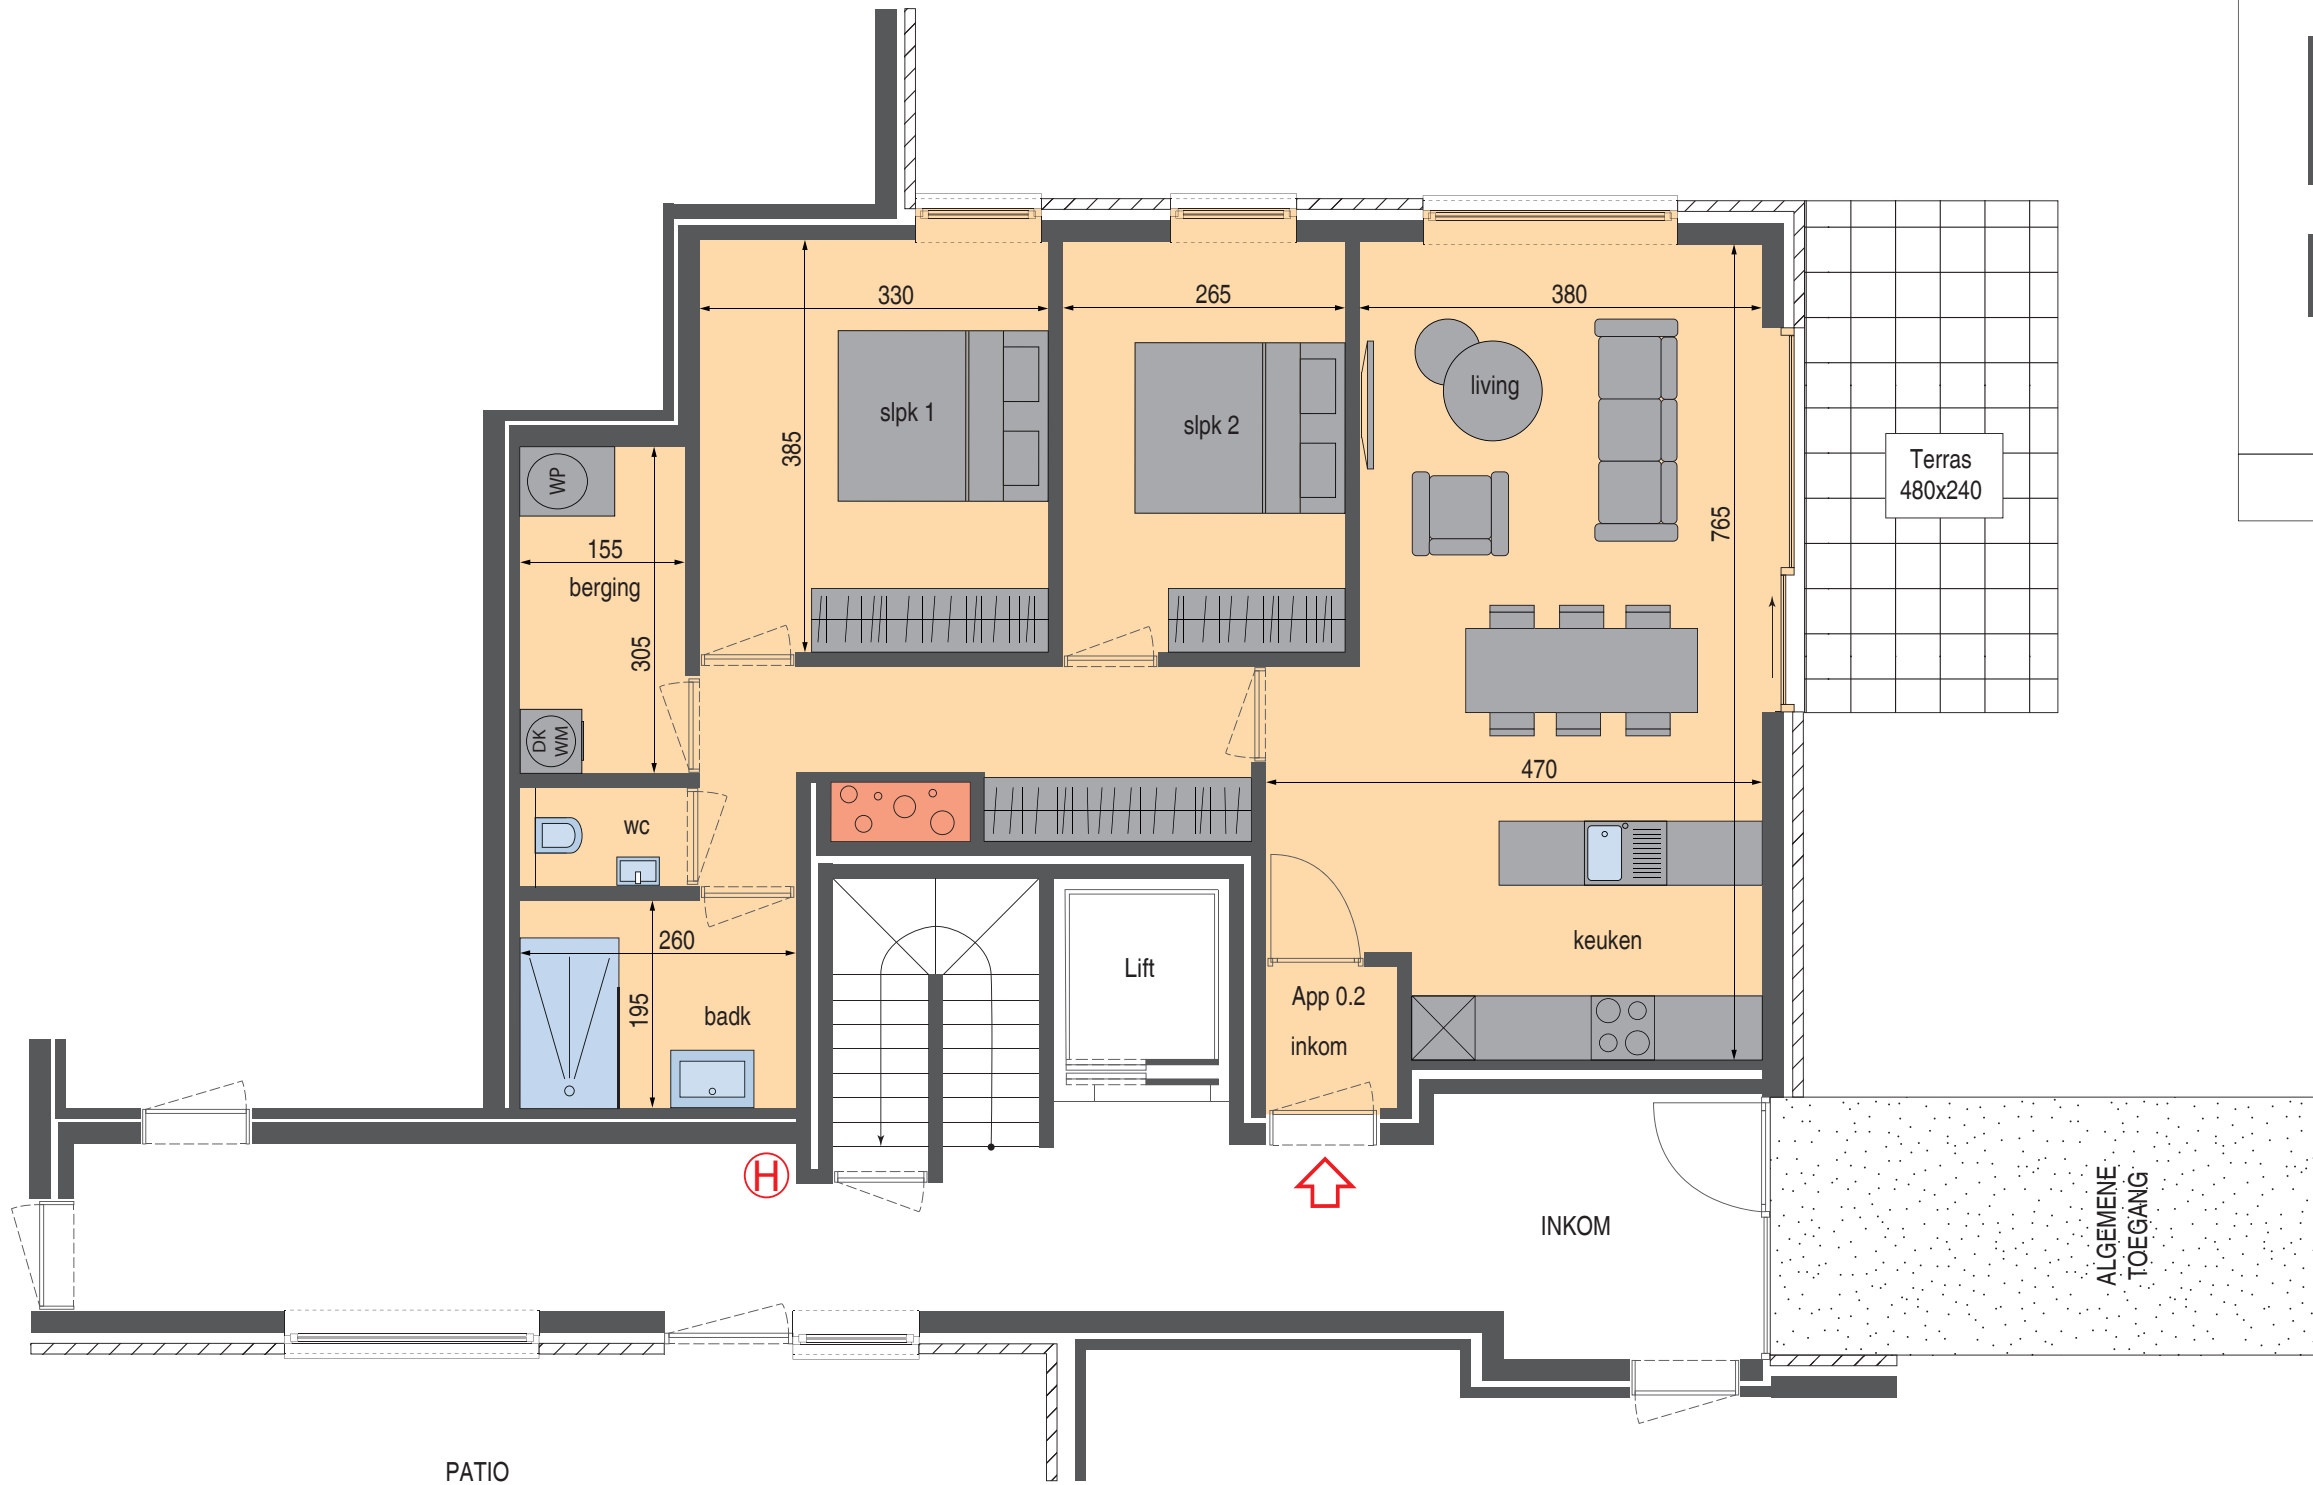 330
265
380
slpk 1
slpk 2
living
385
Terras
480x240
WP
765
155
berging
305
DK
WM
470
wc
260
keuken
Lift
195
badk
App 0.2
inkom
H
INKOM
ALGEMENE
TOEGANG
PATIO